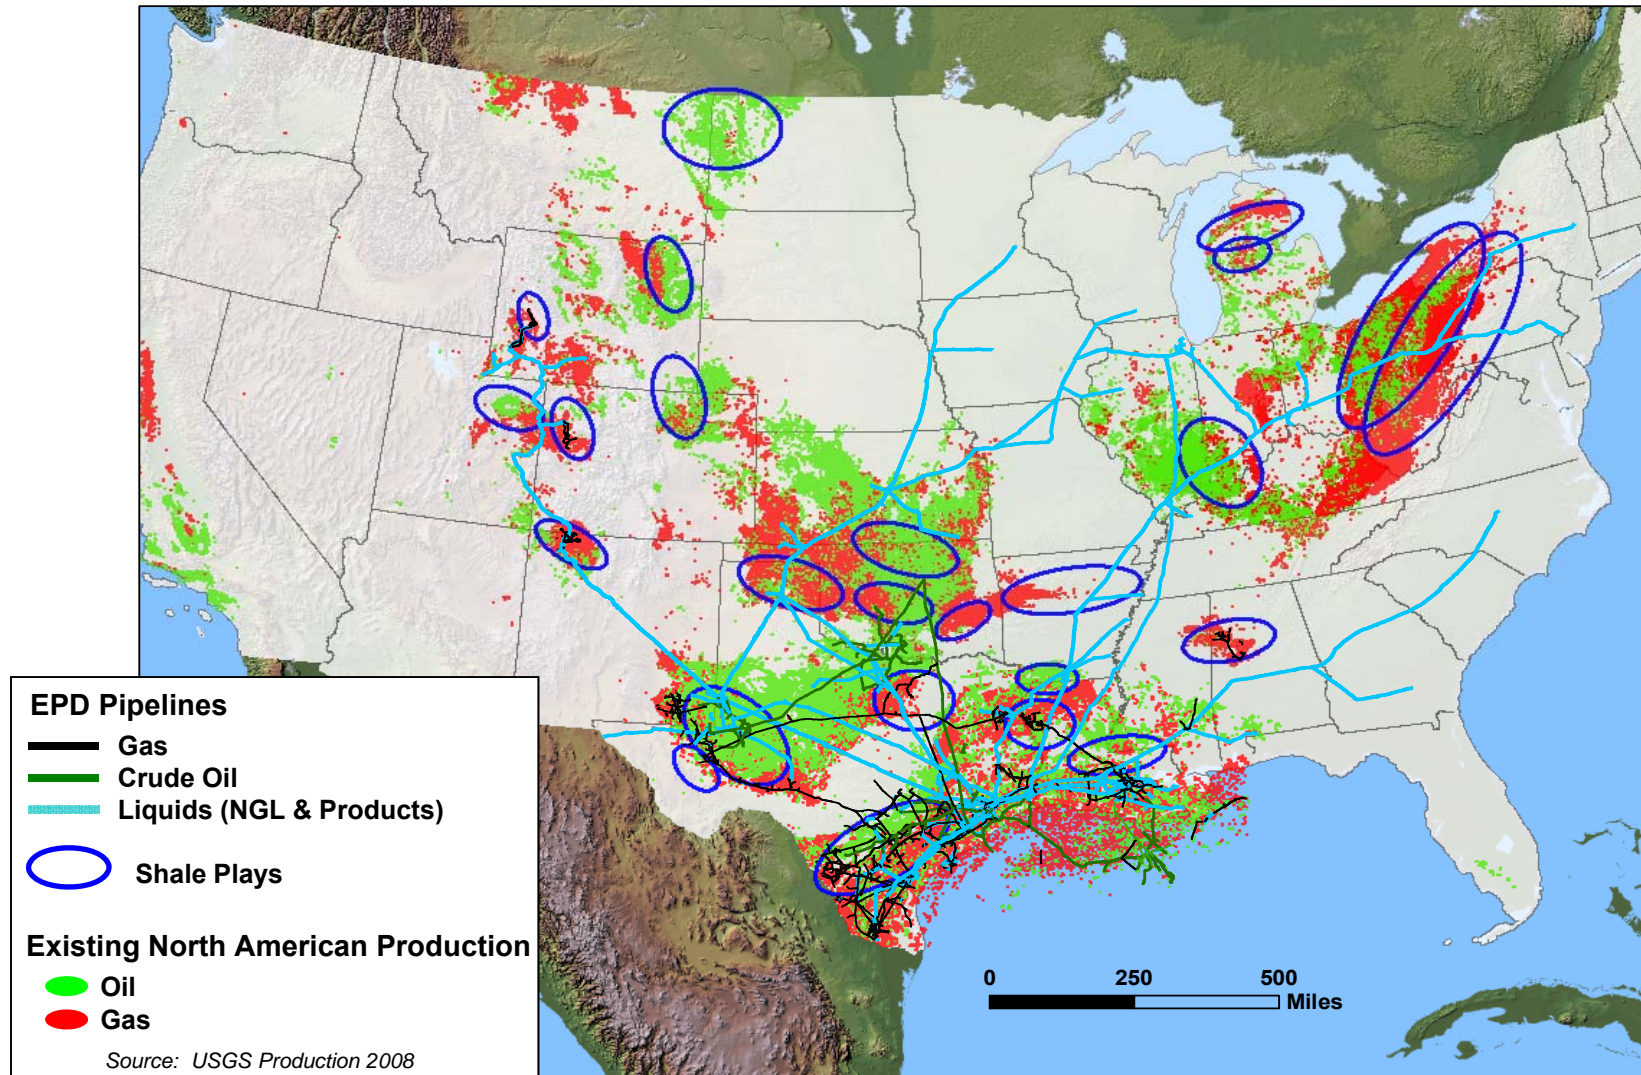 EPD Pipelines
Gas
Crude Oil
Liquids (NGL & Products)
Shale Plays
Existing North American Production
Oil
Gas
Source: USGS Production 2008
0 250 500
Miles